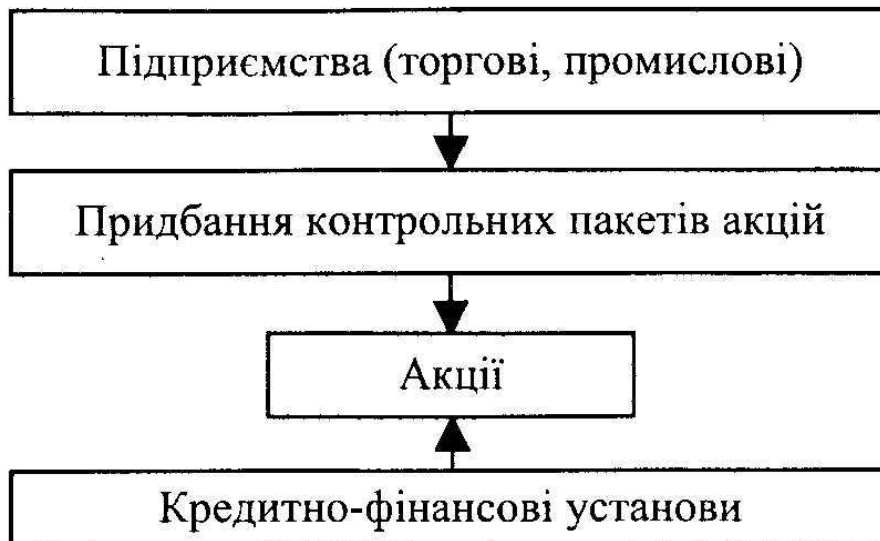 Підприємства (торгові, промислові)
Придбання контрольних пакетів акцій
Акції
Кредитно-фінансові установи